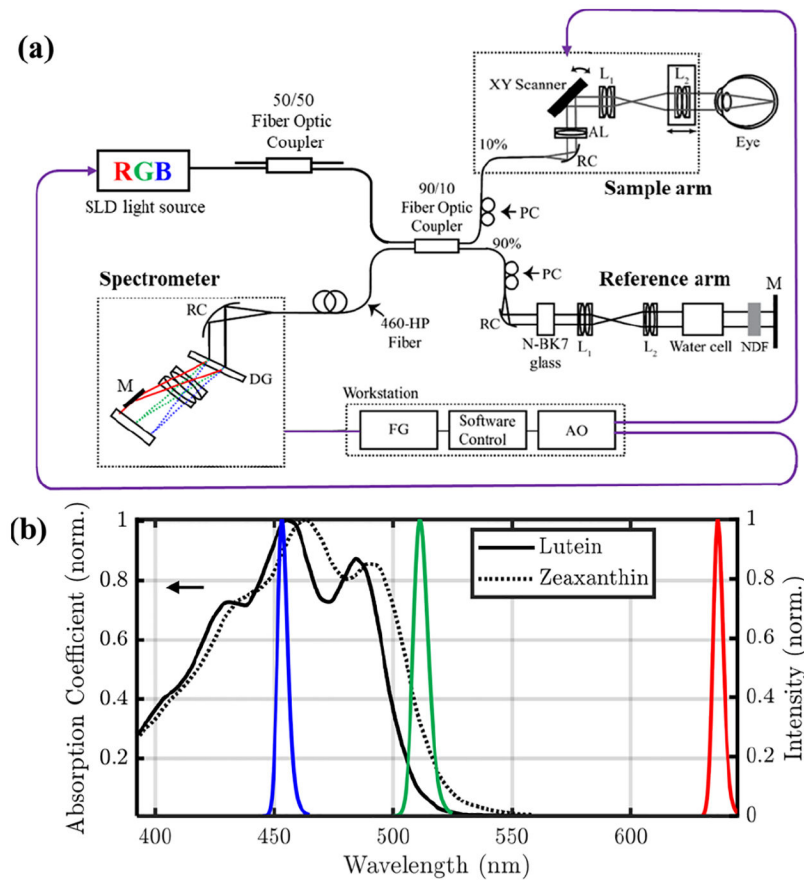 (a)
50/50
Fiber Optic
Coupler
RGB
SLD light source
90/10
Fiber Optic
Coupler
10%
90%
XY Scanner
L1
L2
AL
RC
Eye
Sample arm
PC
PC
Reference arm
M
RC
N-BK7
glass
L1
L2
Water cell
NDF
Spectrometer
RC
M
DG
460-HP
Fiber
Workstation
FG
Software
Control
AO
(b)
Absorption Coefficient (norm.)
1
0.8
0.6
0.4
0.2
Lutein
Zeaxanthin
1
0.8
0.6
0.4
0.2
0
Intensity (norm.)
400
450
500
550
600
Wavelength (nm)